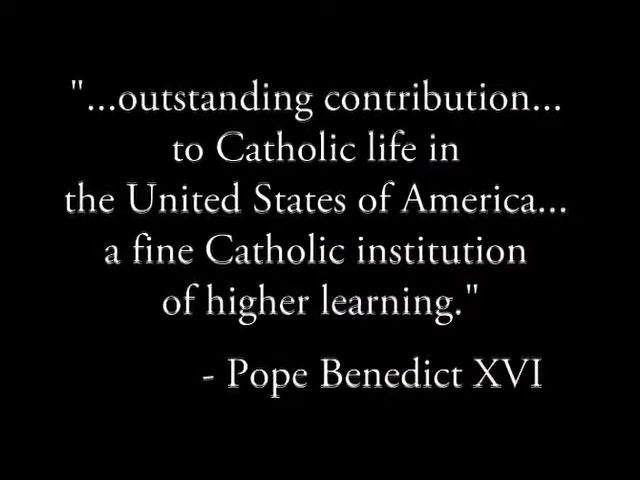 "...outstanding contribution...
to Catholic life in
the United States of America...
a fine Catholic institution
of higher learning."
- Pope Benedict XVI